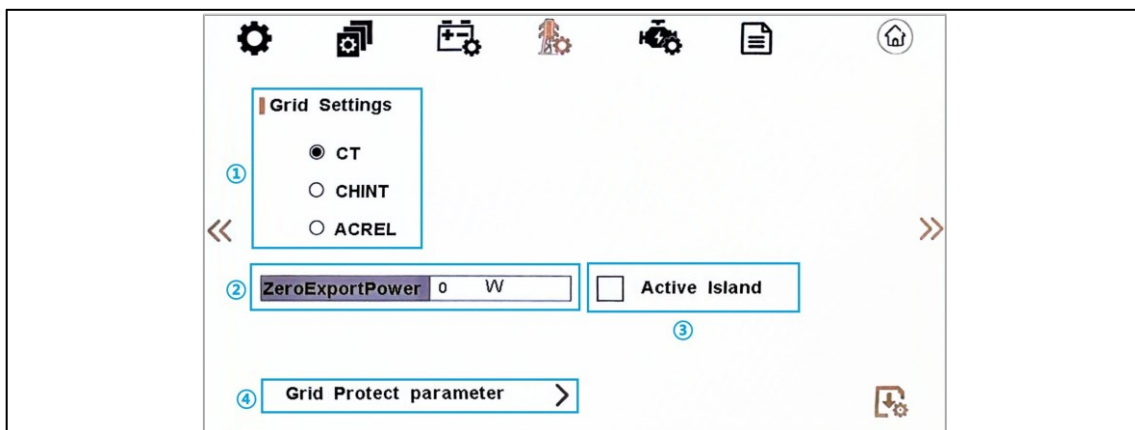 Grid Settings
CT
① CHINT
ACREL
② ZeroExportPower 0 W Active Island
③
④ Grid Protect parameter